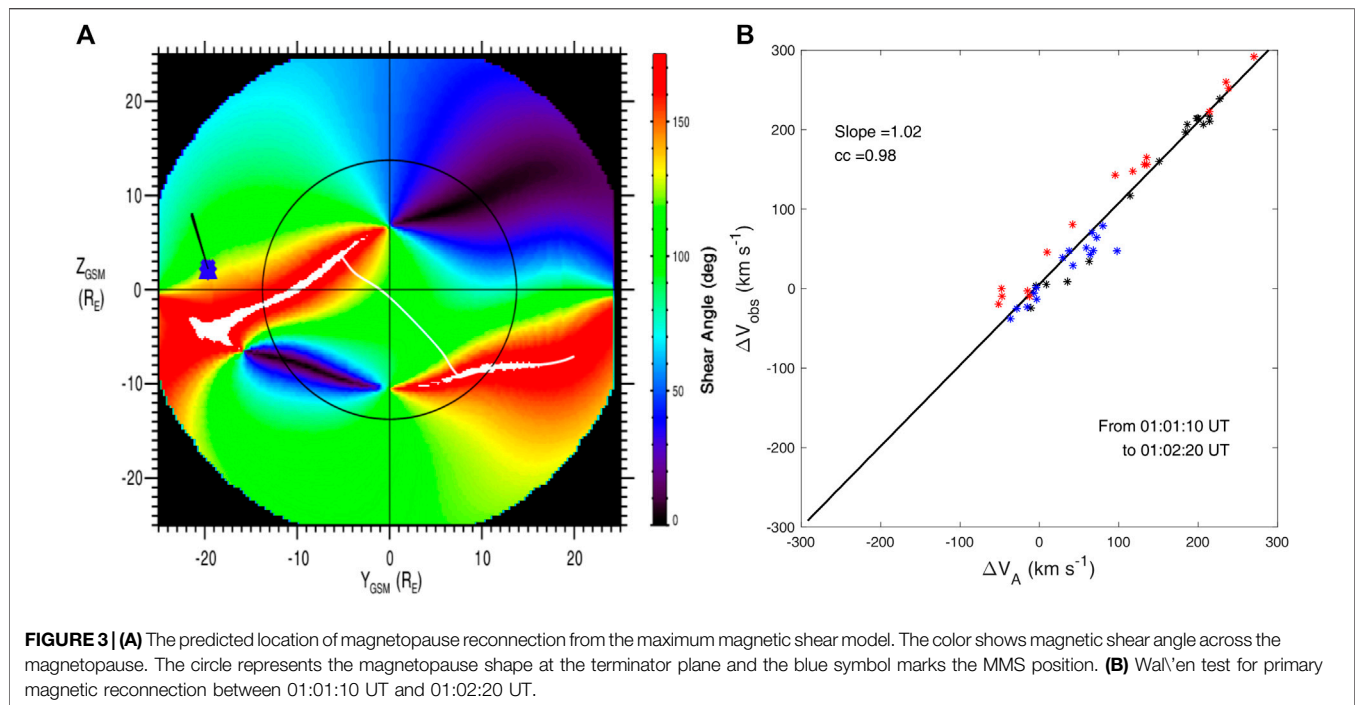 A
B
Z_GSM
(R_E)
20
10
0
-10
-20
-20
-10
0
10
20
Y_GSM (R_E)
150
100
50
0
Shear Angle (deg)
300
200
100
0
-100
-200
-300
ΔV_obs (km s⁻¹)
Slope =1.02
cc =0.98
From 01:01:10 UT
to 01:02:20 UT
-300
-200
-100
0
100
200
300
ΔV_A (km s⁻¹)
FIGURE 3 | (A) The predicted location of magnetopause reconnection from the maximum magnetic shear model. The color shows magnetic shear angle across the
magnetopause. The circle represents the magnetopause shape at the terminator plane and the blue symbol marks the MMS position. (B) Wal\'en test for primary
magnetic reconnection between 01:01:10 UT and 01:02:20 UT.